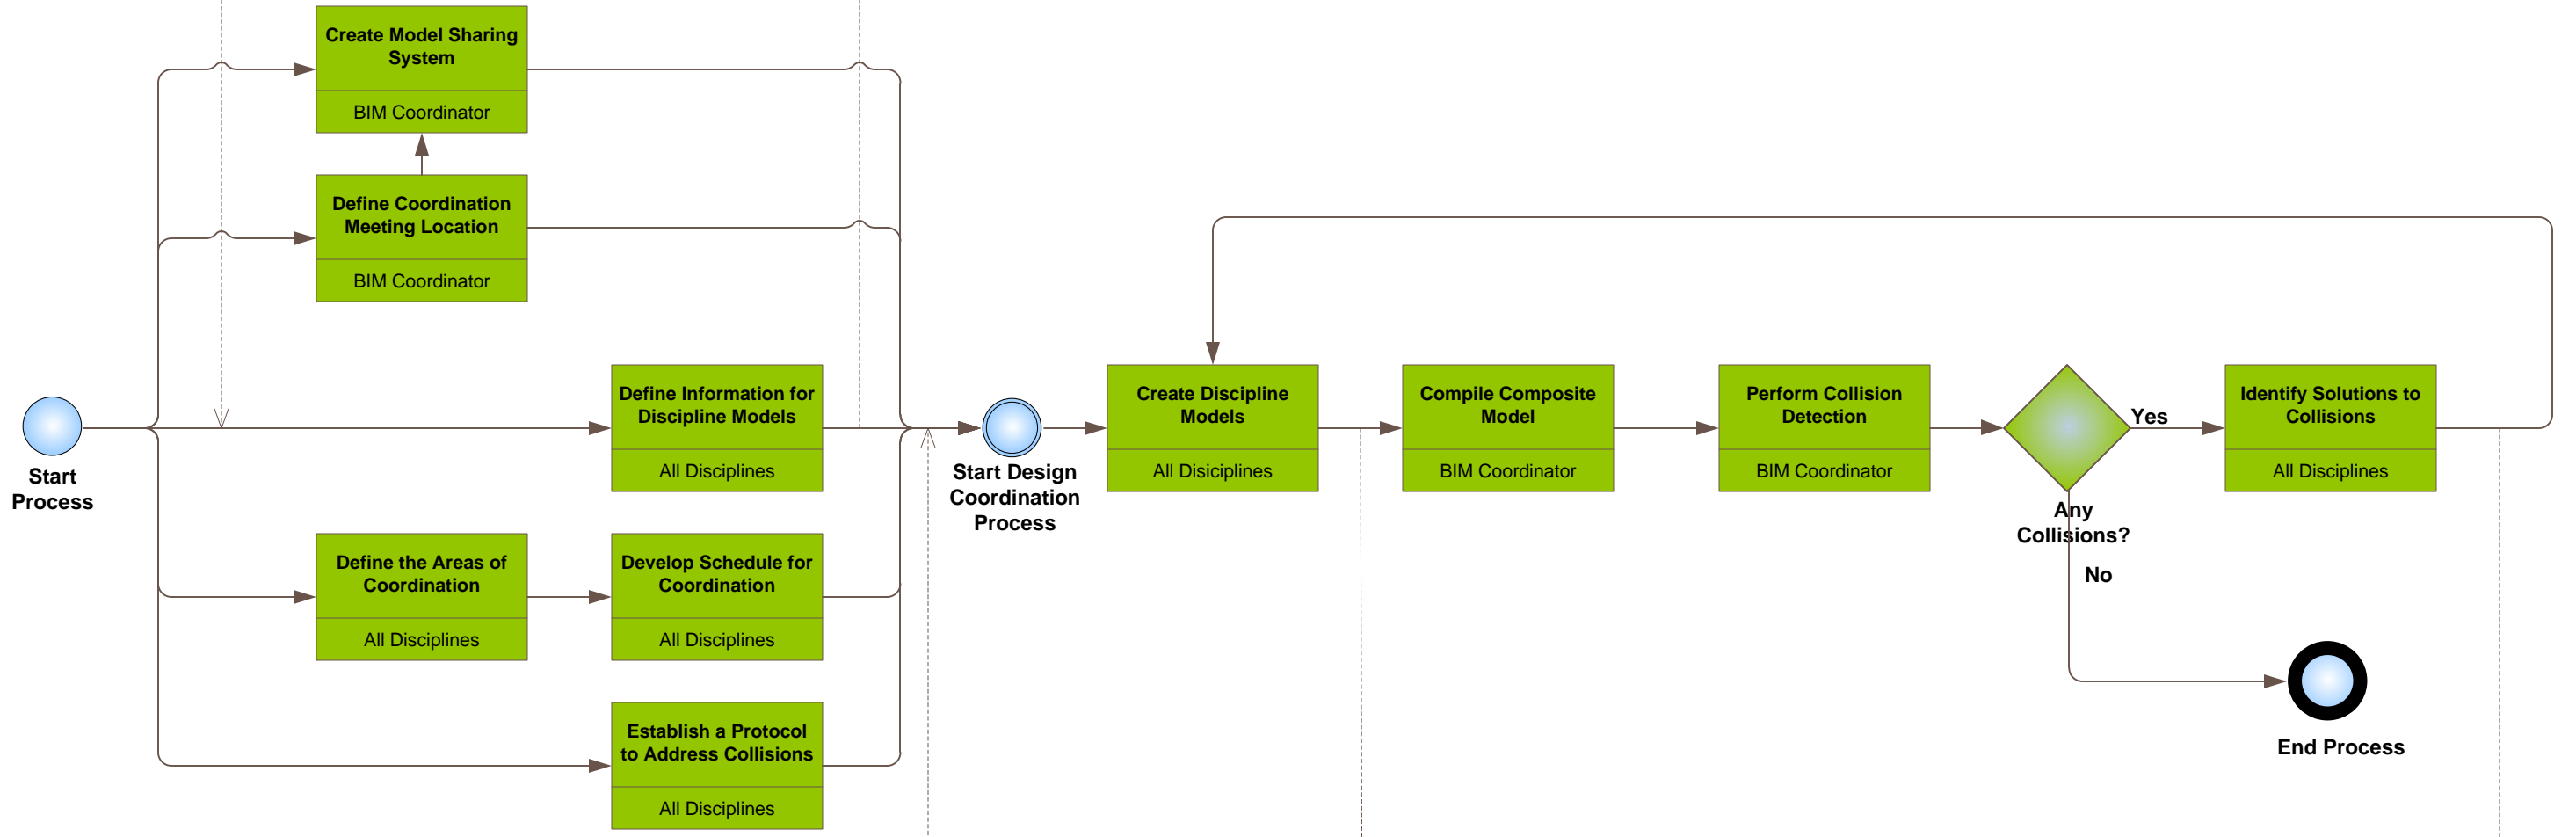 Create Model Sharing
System
BIM Coordinator
Define Coordination
Meeting Location
BIM Coordinator
Start
Process
Define Information for
Discipline Models
All Disciplines
Define the Areas of
Coordination
All Disciplines
Develop Schedule for
Coordination
All Disciplines
Establish a Protocol
to Address Collisions
All Disciplines
Start Design
Coordination
Process
Create Discipline
Models
All Disiciplines
Compile Composite
Model
BIM Coordinator
Perform Collision
Detection
BIM Coordinator
Any
Collisions?
Yes
No
Identify Solutions to
Collisions
All Disciplines
End Process